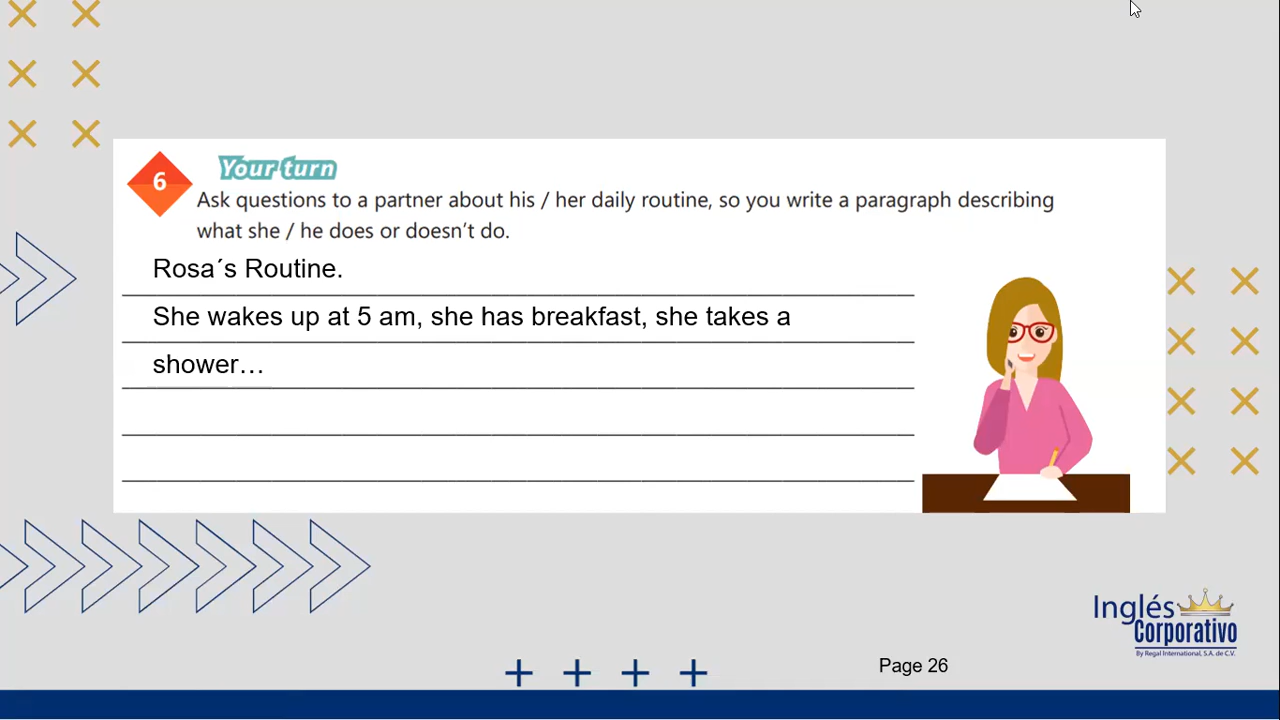 6
Your turn
Ask questions to a partner about his / her daily routine, so you write a paragraph describing
what she / he does or doesn't do.
Rosa´s Routine.
She wakes up at 5 am, she has breakfast, she takes a
shower…
Inglés
Corporativo
By Regal International, S.A. de C.V.
Page 26